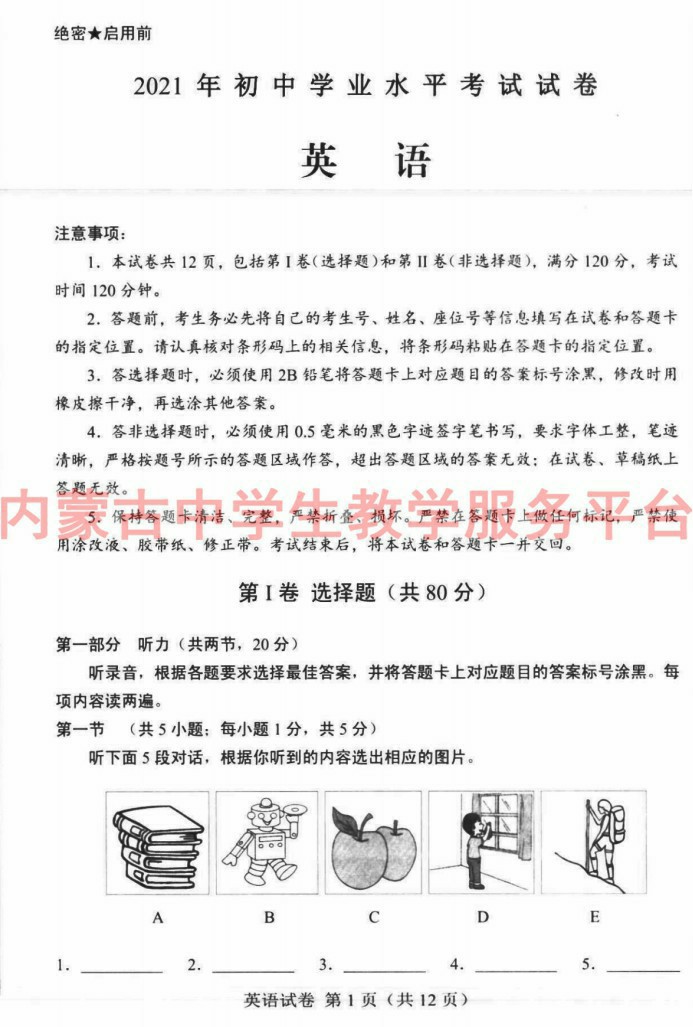 绝密★启用前
2021年初中学业水平考试试卷
英 语
注意事项：
1．本试卷共12页，包括第I卷(选择题)和第II卷(非选择题)，满分120分，考试
时间120分钟。
2．答题前，考生务必先将自己的考生号、姓名、座位号等信息填写在试卷和答题卡
的指定位置。请认真核对条形码上的相关信息，将条形码粘贴在答题卡的指定位置。
3．答选择题时，必须使用2B铅笔将答题卡上对应题目的答案标号涂黑，修改时用
橡皮擦干净，再选涂其他答案。
4．答非选择题时，必须使用0.5毫米的黑色字迹签字笔书写，要求字体工整，笔迹
清晰，严格按题号所示的答题区域作答，超出答题区域的答案无效；在试卷、草稿纸上
答题无效。
内蒙古中学生教学服务平台
5．保持答题卡清洁、完整，严禁折叠、损坏。严禁在答题卡上做任何标记，严禁使
用涂改液、胶带纸、修正带。考试结束后，将本试卷和答题卡一并交回。
第I卷 选择题（共80分）
第一部分 听力（共两节，20分）
听录音，根据各题要求选择最佳答案，并将答题卡上对应题目的答案标号涂黑。每
项内容读两遍。
第一节 （共5小题；每小题1分，共5分）
听下面5段对话，根据你听到的内容选出相应的图片。
A B C D E
1. ________ 2. ________ 3. ________ 4. ________ 5. ________
英语试卷 第1页（共12页）